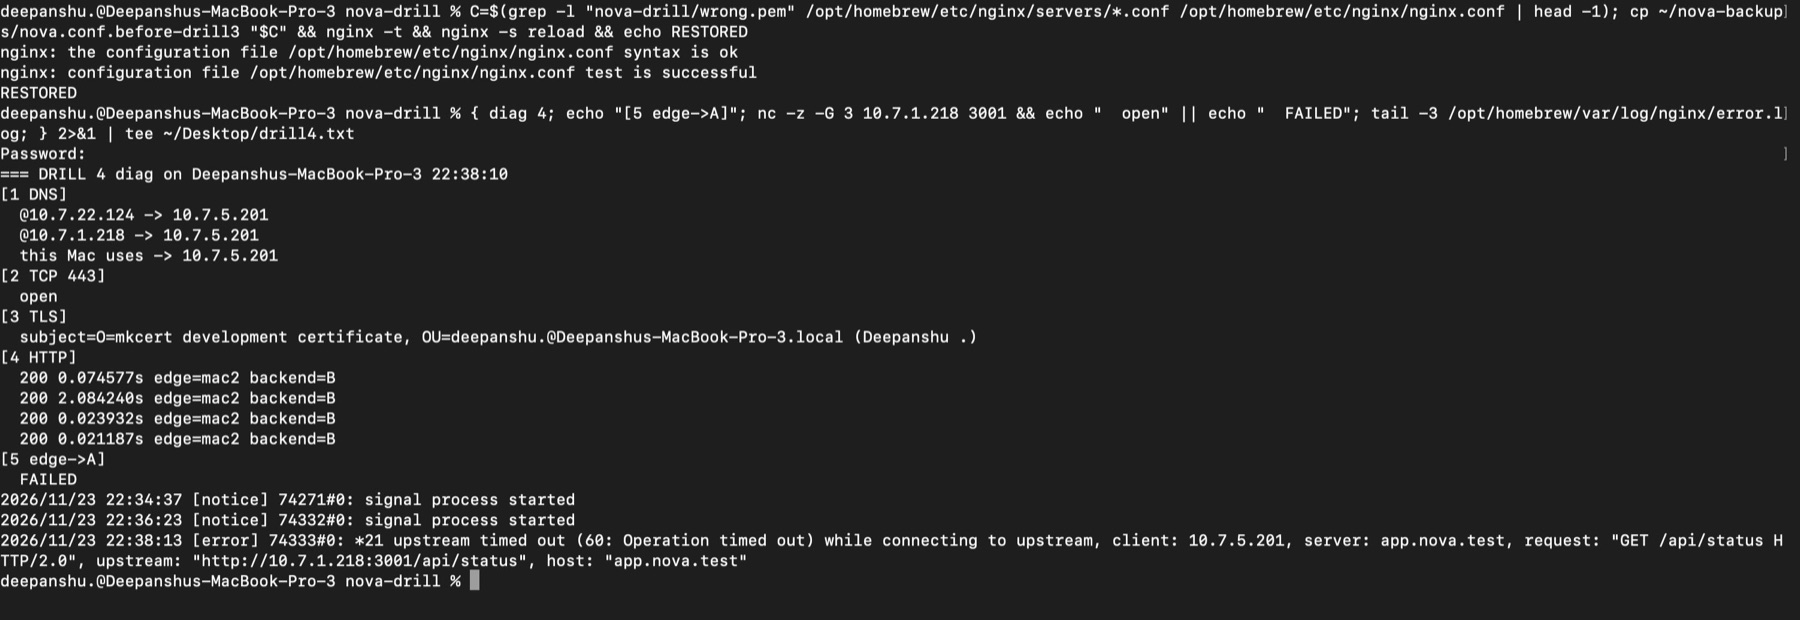 deepanshu.@Deepanshus-MacBook-Pro-3 nova-drill % C=$(grep -l "nova-drill/wrong.pem" /opt/homebrew/etc/nginx/servers/*.conf /opt/homebrew/etc/nginx/nginx.conf | head -1); cp ~/nova-backup]
s/nova.conf.before-drill3 "$C" && nginx -t && nginx -s reload && echo RESTORED
nginx: the configuration file /opt/homebrew/etc/nginx/nginx.conf syntax is ok
nginx: configuration file /opt/homebrew/etc/nginx/nginx.conf test is successful
RESTORED
deepanshu.@Deepanshus-MacBook-Pro-3 nova-drill % { diag 4; echo "[5 edge->A]"; nc -z -G 3 10.7.1.218 3001 && echo "  open" || echo "  FAILED"; tail -3 /opt/homebrew/var/log/nginx/error.l]
og; } 2>&1 | tee ~/Desktop/drill4.txt
Password: ]
=== DRILL 4 diag on Deepanshus-MacBook-Pro-3 22:38:10
[1 DNS]
  @10.7.22.124 -> 10.7.5.201
  @10.7.1.218 -> 10.7.5.201
  this Mac uses -> 10.7.5.201
[2 TCP 443]
  open
[3 TLS]
  subject=O=mkcert development certificate, OU=deepanshu.@Deepanshus-MacBook-Pro-3.local (Deepanshu .)
[4 HTTP]
  200 0.074577s edge=mac2 backend=B
  200 2.084240s edge=mac2 backend=B
  200 0.023932s edge=mac2 backend=B
  200 0.021187s edge=mac2 backend=B
[5 edge->A]
  FAILED
2026/11/23 22:34:37 [notice] 74271#0: signal process started
2026/11/23 22:36:23 [notice] 74332#0: signal process started
2026/11/23 22:38:13 [error] 74333#0: *21 upstream timed out (60: Operation timed out) while connecting to upstream, client: 10.7.5.201, server: app.nova.test, request: "GET /api/status H
TTP/2.0", upstream: "http://10.7.1.218:3001/api/status", host: "app.nova.test"
deepanshu.@Deepanshus-MacBook-Pro-3 nova-drill %